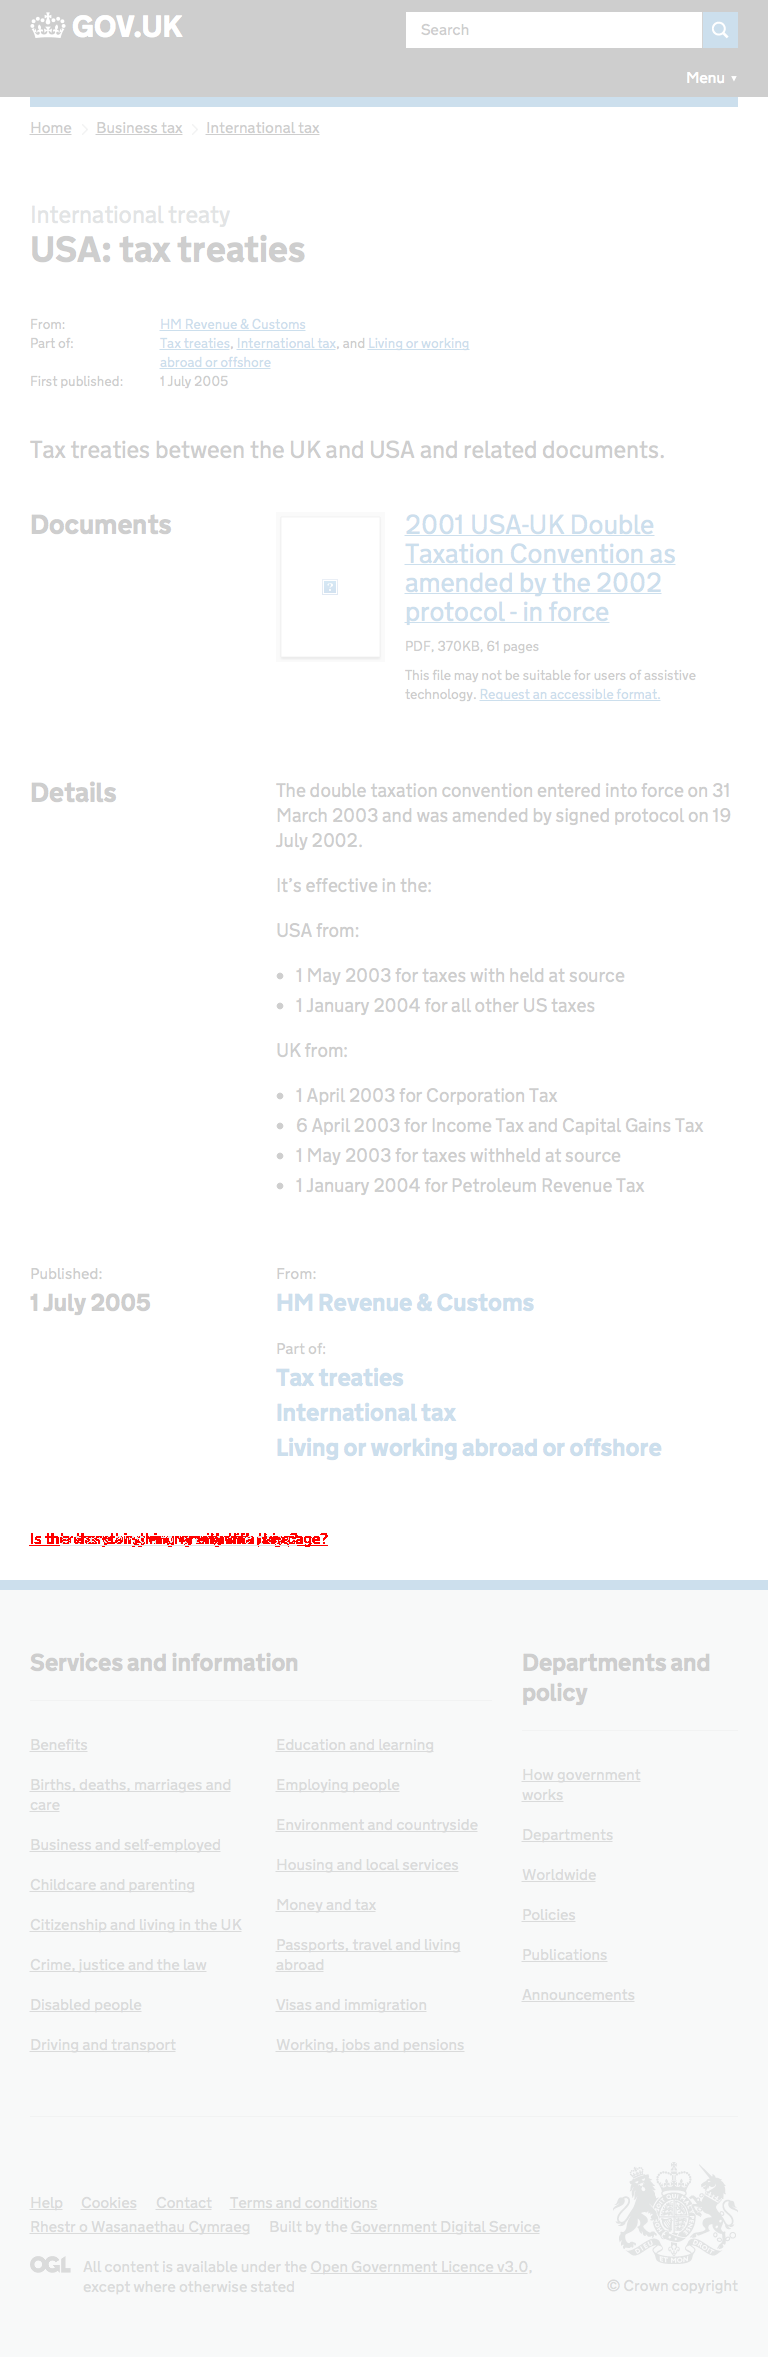 GOV.UK
Search
Menu ▼
Home Business tax International tax
International treaty
USA: tax treaties
From: HM Revenue & Customs
Part of: Tax treaties, International tax, and Living or working
abroad or offshore
First published: 1 July 2005
Tax treaties between the UK and USA and related documents.
Documents
2001 USA-UK Double
Taxation Convention as
amended by the 2002
protocol - in force
PDF, 370KB, 61 pages
This file may not be suitable for users of assistive
technology. Request an accessible format.
Details
The double taxation convention entered into force on 31
March 2003 and was amended by signed protocol on 19
July 2002.
It's effective in the:
USA from:
• 1 May 2003 for taxes with held at source
• 1 January 2004 for all other US taxes
UK from:
• 1 April 2003 for Corporation Tax
• 6 April 2003 for Income Tax and Capital Gains Tax
• 1 May 2003 for taxes withheld at source
• 1 January 2004 for Petroleum Revenue Tax
Published:
1 July 2005
From:
HM Revenue & Customs
Part of:
Tax treaties
International tax
Living or working abroad or offshore
Is
Services and information
Benefits
Births, deaths, marriages and
care
Business and self-employed
Childcare and parenting
Citizenship and living in the UK
Crime, justice and the law
Disabled people
Driving and transport
Education and learning
Employing people
Environment and countryside
Housing and local services
Money and tax
Passports, travel and living
abroad
Visas and immigration
Working, jobs and pensions
Departments and
policy
How government
works
Departments
Worldwide
Policies
Publications
Announcements
Help Cookies Contact Terms and conditions
Rhestr o Wasanaethau Cymraeg Built by the Government Digital Service
OGL All content is available under the Open Government Licence v3.0,
except where otherwise stated
© Crown copyright